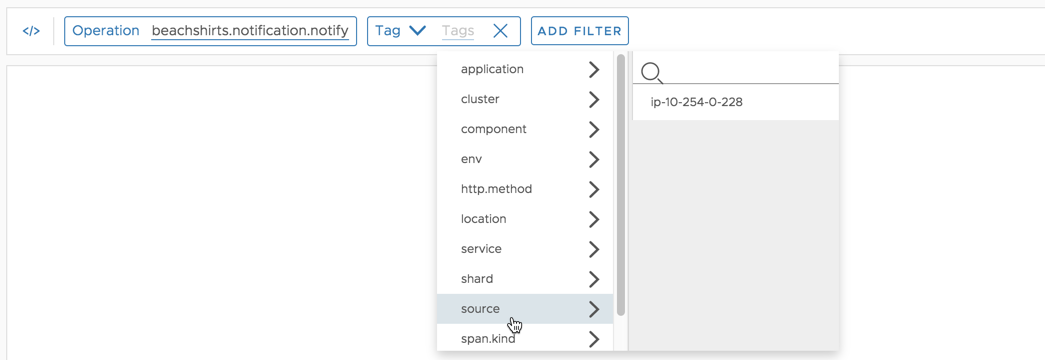 </> Operation beachshirts.notification.notify Tag Tags ADD FILTER
application
cluster
component
env
http.method
location
service
shard
source
span.kind
ip-10-254-0-228